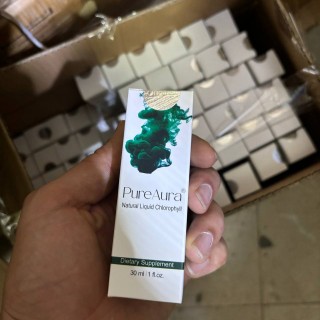 PureAura®
Natural Liquid Chlorophyll
Dietary Supplement
30 ml | 1 fl oz.